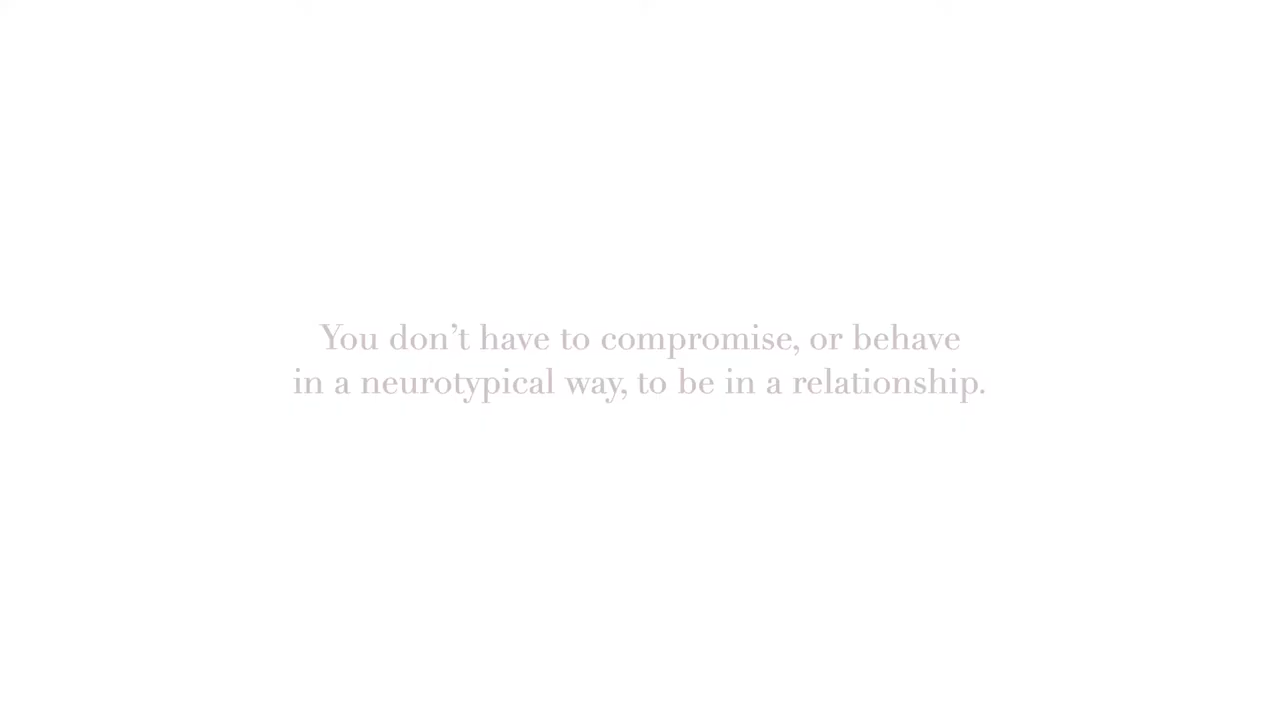 You don’t have to compromise, or behave
in a neurotypical way, to be in a relationship.